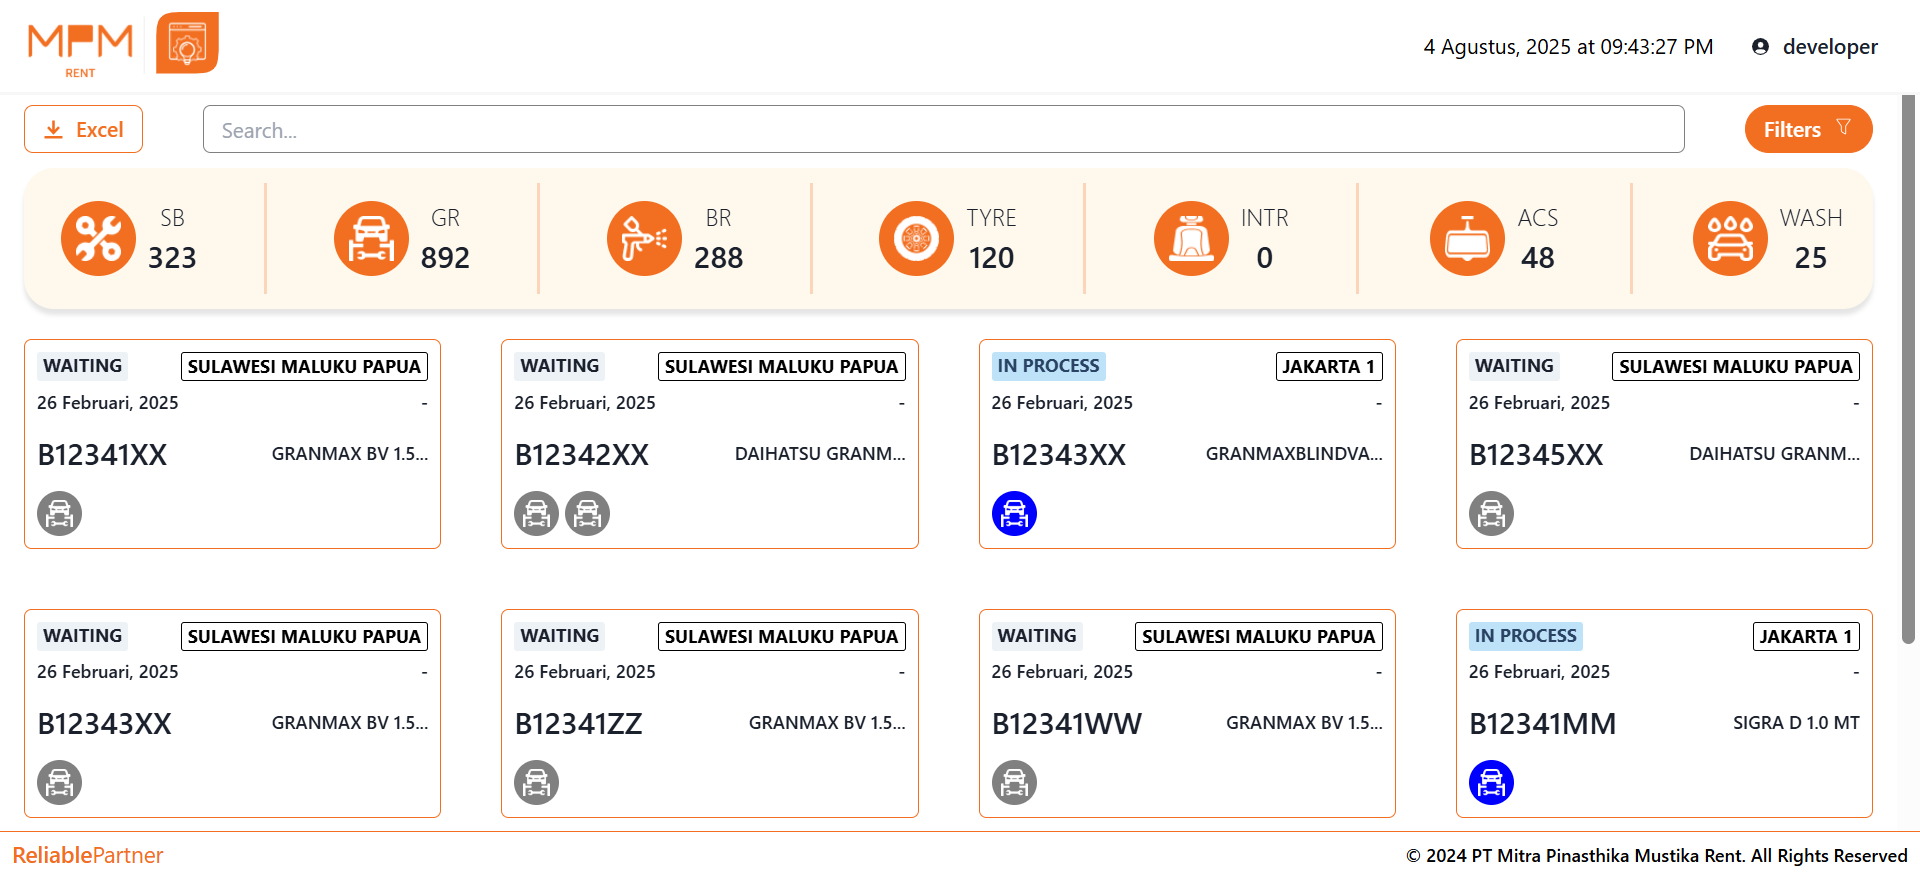 MPM
RENT
4 Agustus, 2025 at 09:43:27 PM
developer
Excel
Search...
Filters
SB
323
GR
892
BR
288
TYRE
120
INTR
0
ACS
48
WASH
25
WAITING
SULAWESI MALUKU PAPUA
26 Februari, 2025
-
B12341XX
GRANMAX BV 1.5...
WAITING
SULAWESI MALUKU PAPUA
26 Februari, 2025
-
B12342XX
DAIHATSU GRANM...
IN PROCESS
JAKARTA 1
26 Februari, 2025
-
B12343XX
GRANMAXBLINDVA...
WAITING
SULAWESI MALUKU PAPUA
26 Februari, 2025
-
B12345XX
DAIHATSU GRANM...
WAITING
SULAWESI MALUKU PAPUA
26 Februari, 2025
-
B12343XX
GRANMAX BV 1.5...
WAITING
SULAWESI MALUKU PAPUA
26 Februari, 2025
-
B12341ZZ
GRANMAX BV 1.5...
WAITING
SULAWESI MALUKU PAPUA
26 Februari, 2025
-
B12341WW
GRANMAX BV 1.5...
IN PROCESS
JAKARTA 1
26 Februari, 2025
-
B12341MM
SIGRA D 1.0 MT
ReliablePartner
© 2024 PT Mitra Pinasthika Mustika Rent. All Rights Reserved